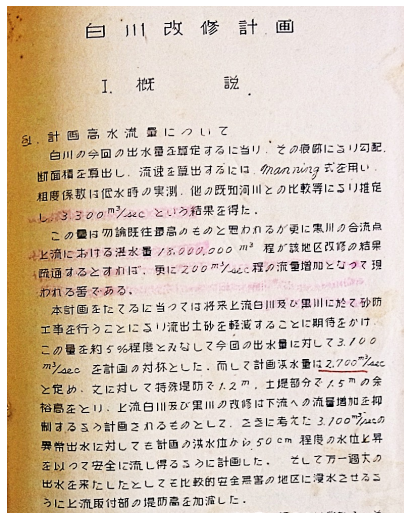 白川改修計画
I. 概説
§1. 計画高水流量について
白川の今回の出水量を算定するに当り、その痕跡により勾配、
断面積を算出し、流速を算出するには、manning式を用い、
粗度係数は低水時の実測、他の既知河川との比較等により推定
し 3,300 m³/sec という結果を得た。
この量は勿論既往最高のものと思われるが更に黒川の合流点
上流における湛水量 18,000,000 m³ 程が該地区改修の結果
疏通するとすれば、更に 200 m³/sec 程の流量増加となつて現
われる筈である。
本計画をたてるに当つては将来上流白川及び黒川に於て砂防
工事を行うことにより流出土砂を軽減することに期待をかけ、
この量を約5%程度とみなして今回の出水量に対して3.100
m³/sec を計画の対称とした。而して計画洪水量は2,700 m³/sec
と定め、之に対して特殊堤防で1.2m、土堤部分で1.5mの余
裕高をとり、上流白川及び黒川の改修は下流への流量増加を抑
制するよう計画されるものとして、さきに考えた3.100 m³/secの
異常出水に対しても計画の洪水位から50cm程度の水位上昇
を以つて安全に流し得るように計画した。そして万一過大の
出水を来たしたとしても比較的安全無害の地区に浸水させるよ
うに上流取付部の堤防高を加減した。